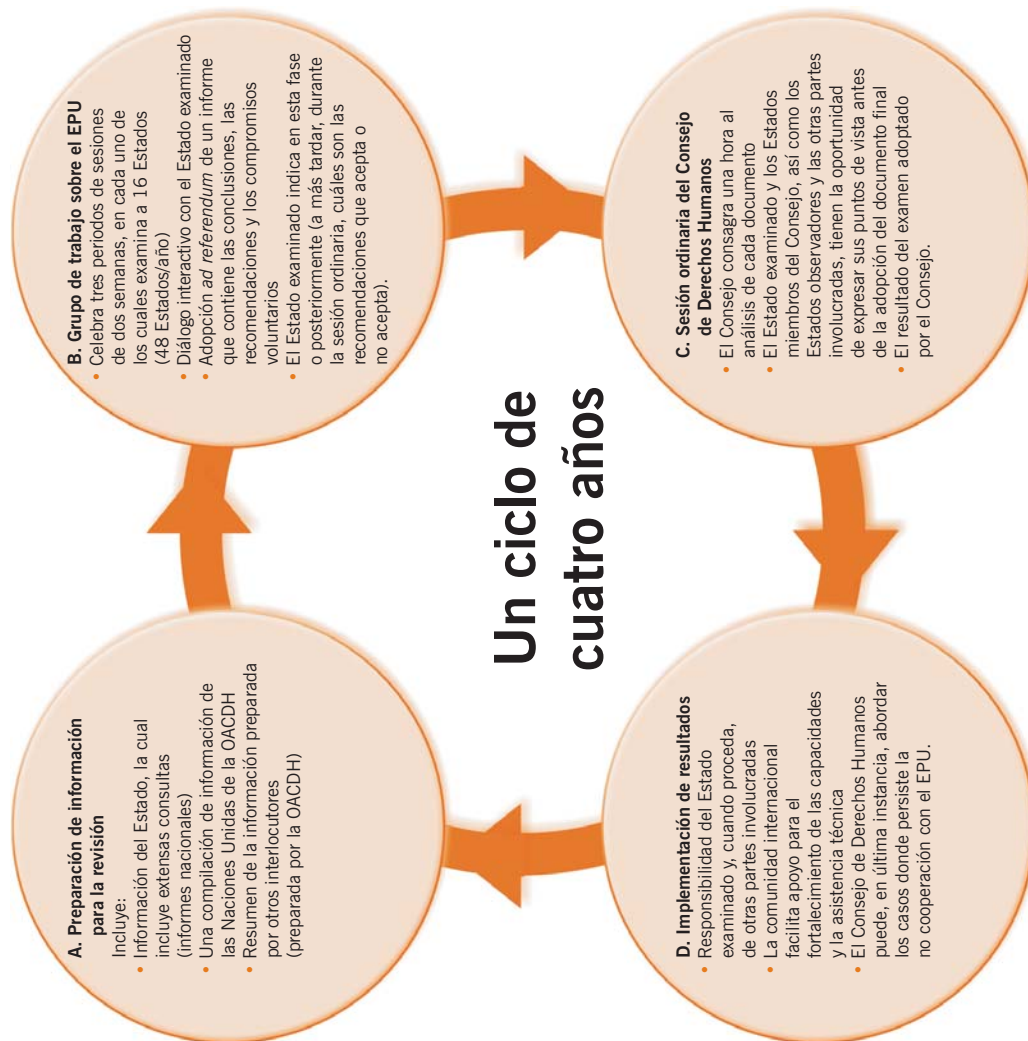 A. Preparación de información
para la revisión
Incluye:
• Información del Estado, la cual
incluye extensas consultas
(informes nacionales)
• Una compilación de información de
las Naciones Unidas de la OACDH
• Resumen de la información preparada
por otros interlocutores
(preparada por la OACDH)
B. Grupo de trabajo sobre el EPU
• Celebra tres periodos de sesiones
de dos semanas, en cada uno de
los cuales examina a 16 Estados
(48 Estados/año)
• Diálogo interactivo con el Estado examinado
• Adopción ad referendum de un informe
que contiene las conclusiones, las
recomendaciones y los compromisos
voluntarios
• El Estado examinado indica en esta fase
o posteriormente (a más tardar, durante
la sesión ordinaria, cuáles son las
recomendaciones que acepta o
no acepta).
Un ciclo de
cuatro años
D. Implementación de resultados
• Responsibilidad del Estado
examinado y, cuando proceda,
de otras partes involucradas
• La comunidad internacional
facilita apoyo para el
fortalecimiento de las capacidades
y la asistencia técnica
• El Consejo de Derechos Humanos
puede, en última instancia, abordar
los casos donde persiste la
no cooperación con el EPU.
C. Sesión ordinaria del Consejo
de Derechos Humanos
• El Consejo consagra una hora al
análisis de cada documento
• El Estado examinado y los Estados
miembros del Consejo, así como los
Estados observadores y las otras partes
involucradas, tienen la oportunidad
de expresar sus puntos de vista antes
de la adopción del documento final
• El resultado del examen adoptado
por el Consejo.